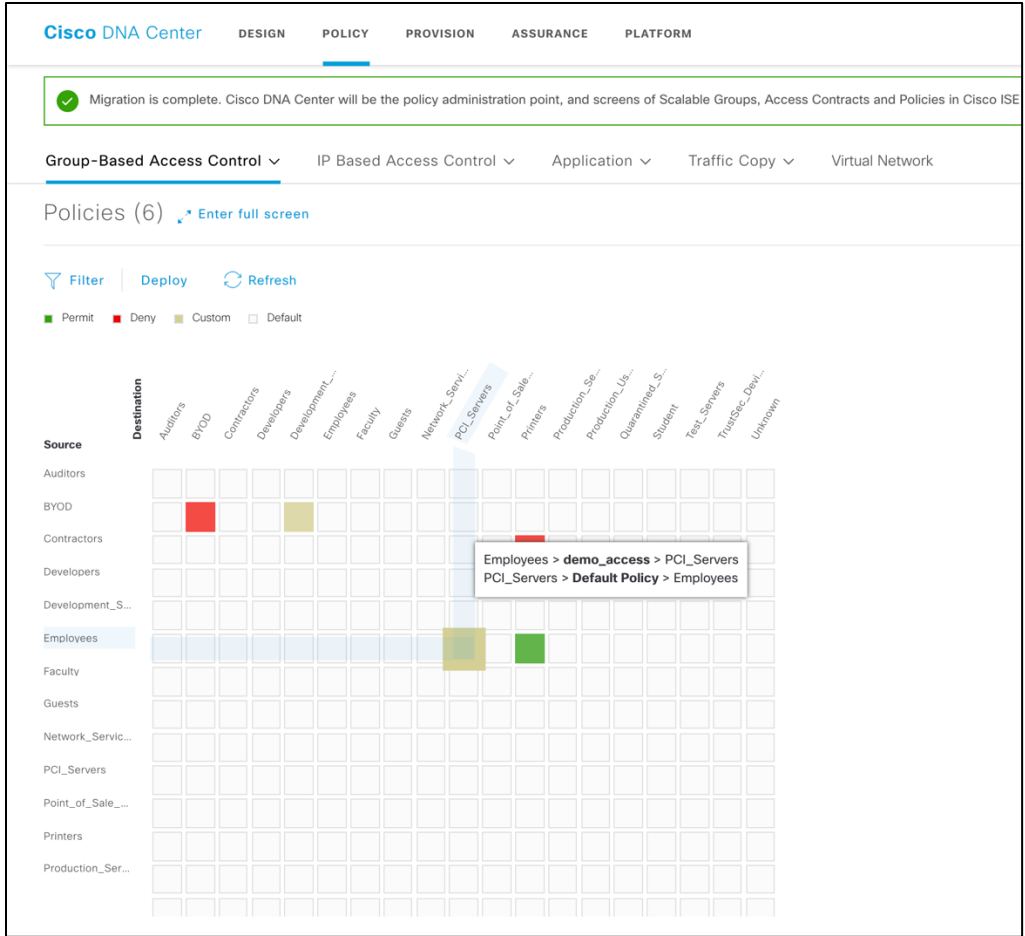 Cisco DNA Center DESIGN POLICY PROVISION ASSURANCE PLATFORM
Migration is complete. Cisco DNA Center will be the policy administration point, and screens of Scalable Groups, Access Contracts and Policies in Cisco ISE
Group-Based Access Control IP Based Access Control Application Traffic Copy Virtual Network
Policies (6) Enter full screen
Filter Deploy Refresh
Permit Deny Custom Default
Destination
Auditors
BYOD
Contractors
Developers
Development_...
Employees
Faculty
Guests
Network_Servi...
PCI_Servers
Point_of_Sale...
Printers
Production_Se...
Production_Us...
Quarantined_S...
Student
Test_Servers
TrustSec_Devi...
Unknown
Source
Auditors
BYOD
Contractors
Employees > demo_access > PCI_Servers
PCI_Servers > Default Policy > Employees
Developers
Development_S...
Employees
Faculty
Guests
Network_Servic...
PCI_Servers
Point_of_Sale_...
Printers
Production_Ser...